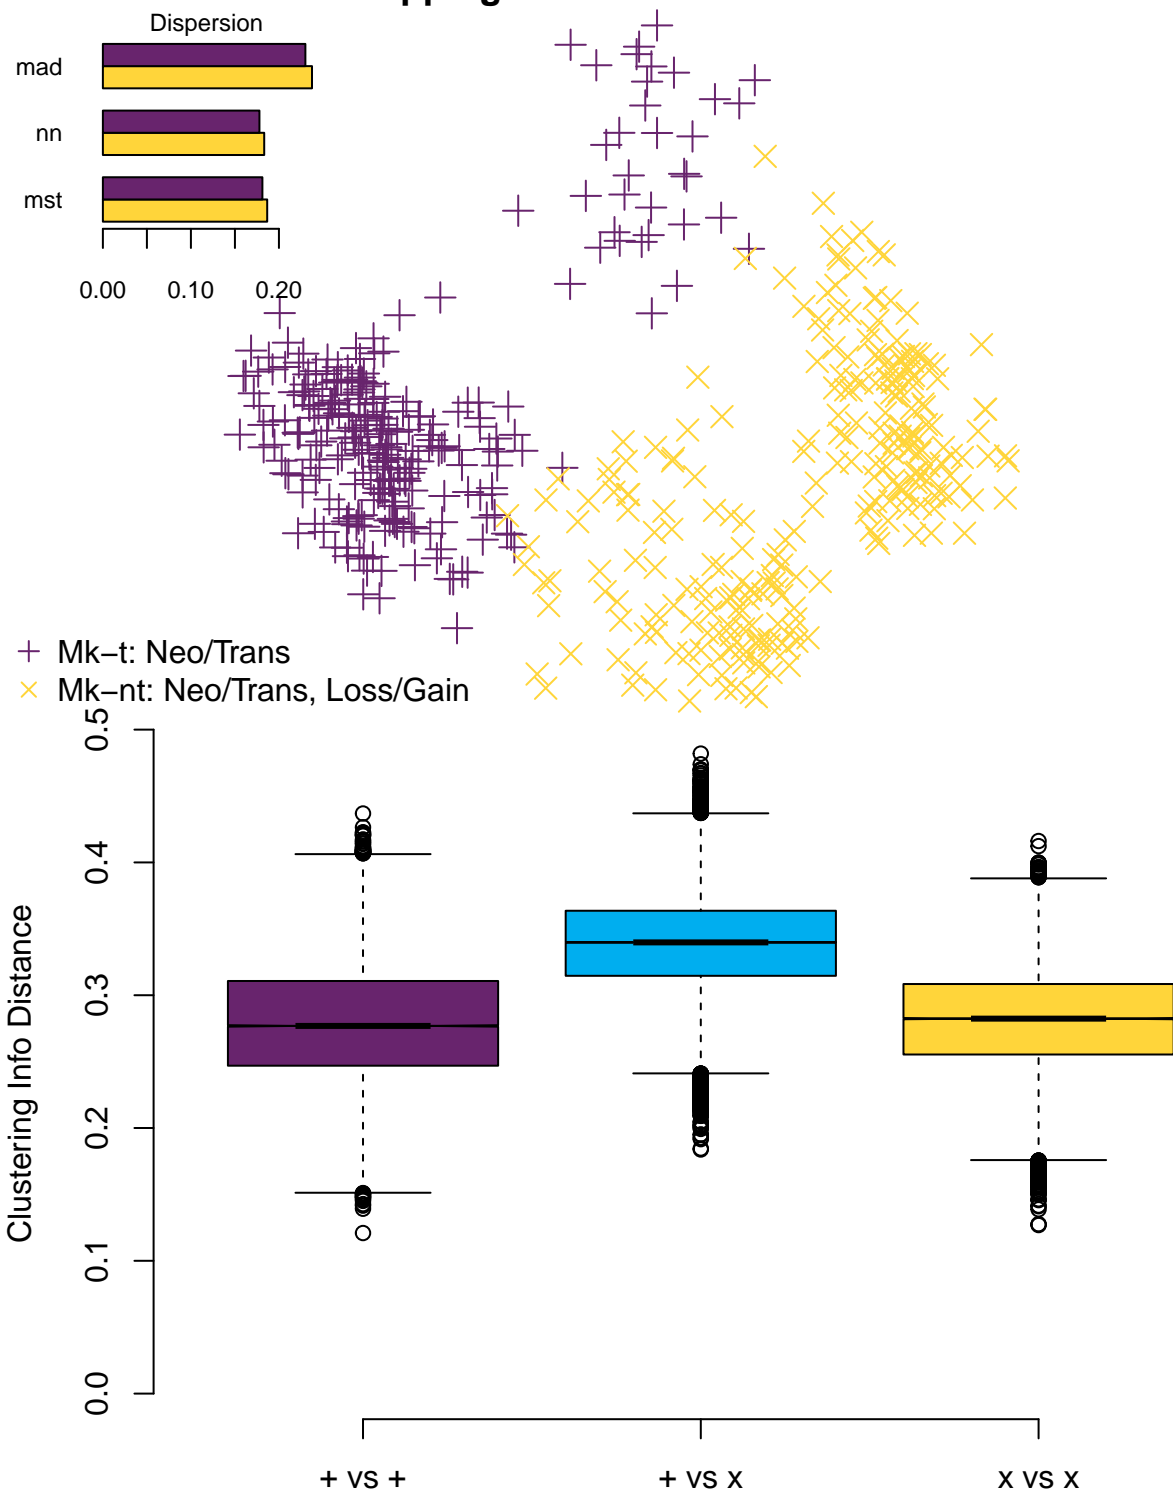 Dispersion
mad
nn
mst
0.00 0.10 0.20
+ Mk−t: Neo/Trans
× Mk−nt: Neo/Trans, Loss/Gain
Clustering Info Distance
0.5
0.4
0.3
0.2
0.1
0.0
+ vs + + vs x x vs x